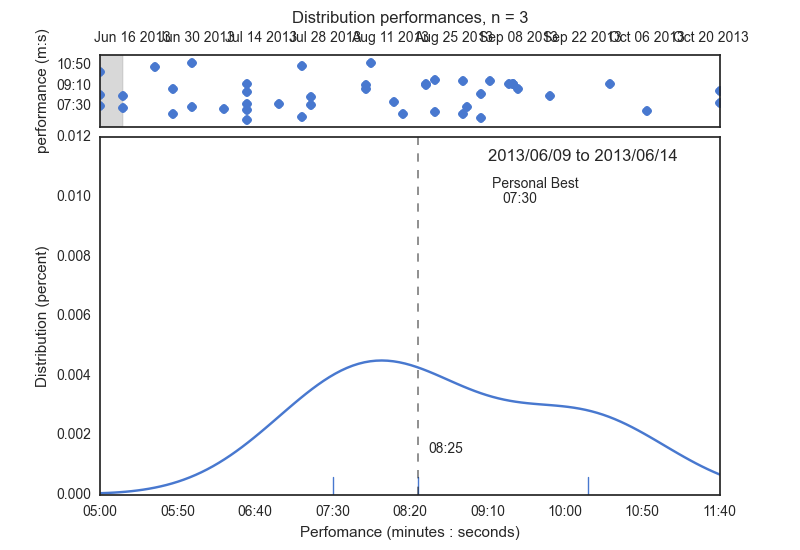 Distribution performances, n = 3
Jun 16 2013 Jun 30 2013 Jul 14 2013 Jul 28 2013 Aug 11 2013 Aug 25 2013 Sep 08 2013 Sep 22 2013 Oct 06 2013 Oct 20 2013
performance (m:s)
10:50
09:10
07:30
2013/06/09 to 2013/06/14
Personal Best
07:30
08:25
Distribution (percent)
0.012
0.010
0.008
0.006
0.004
0.002
0.000
05:00 05:50 06:40 07:30 08:20 09:10 10:00 10:50 11:40
Perfomance (minutes : seconds)